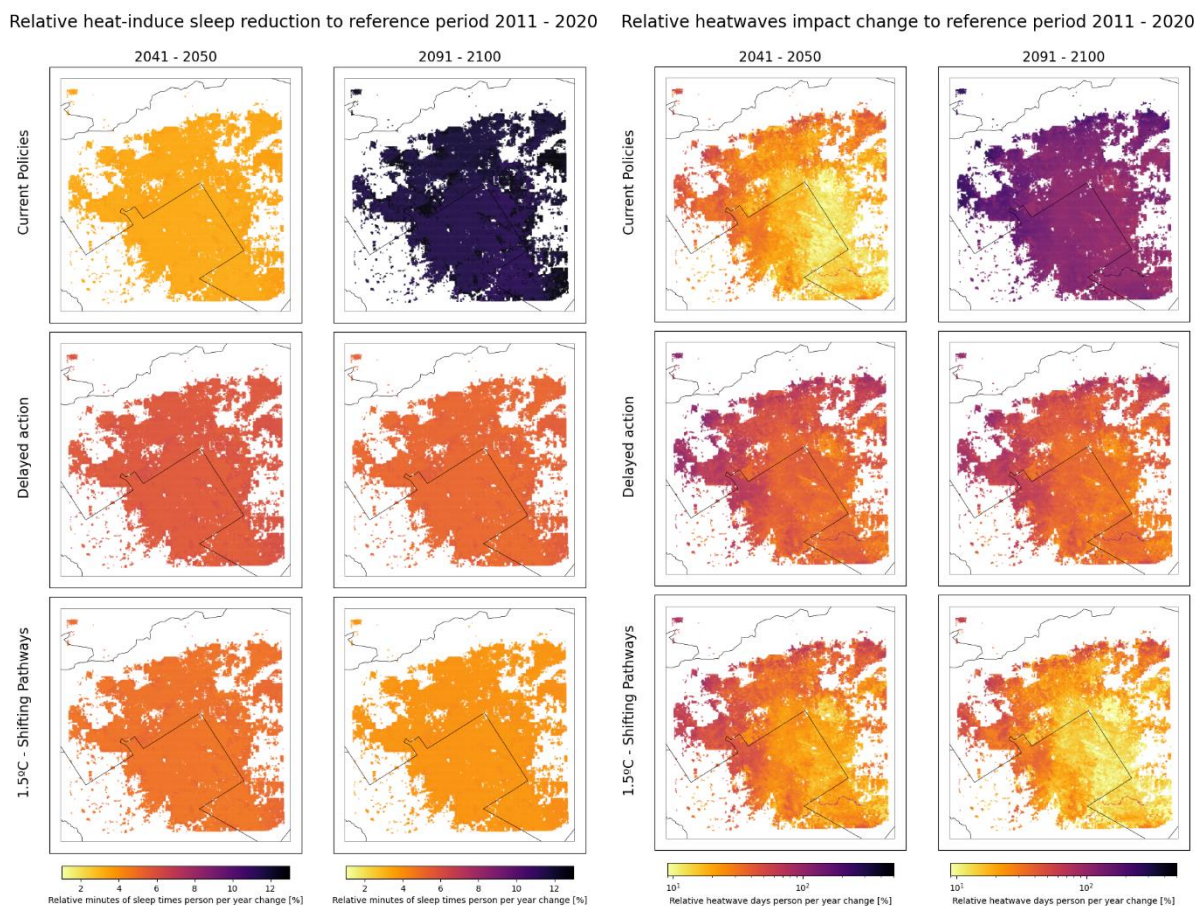 Relative heat-induce sleep reduction to reference period 2011 - 2020
2041 - 2050
2091 - 2100
Current Policies
Delayed action
1.5ºC - Shifting Pathways
2 4 6 8 10 12
Relative minutes of sleep times person per year change [%]
2 4 6 8 10 12
Relative minutes of sleep times person per year change [%]
Relative heatwaves impact change to reference period 2011 - 2020
2041 - 2050
2091 - 2100
Current Policies
Delayed action
1.5ºC - Shifting Pathways
10¹ 10²
Relative heatwave days person per year change [%]
10¹ 10²
Relative heatwave days person per year change [%]